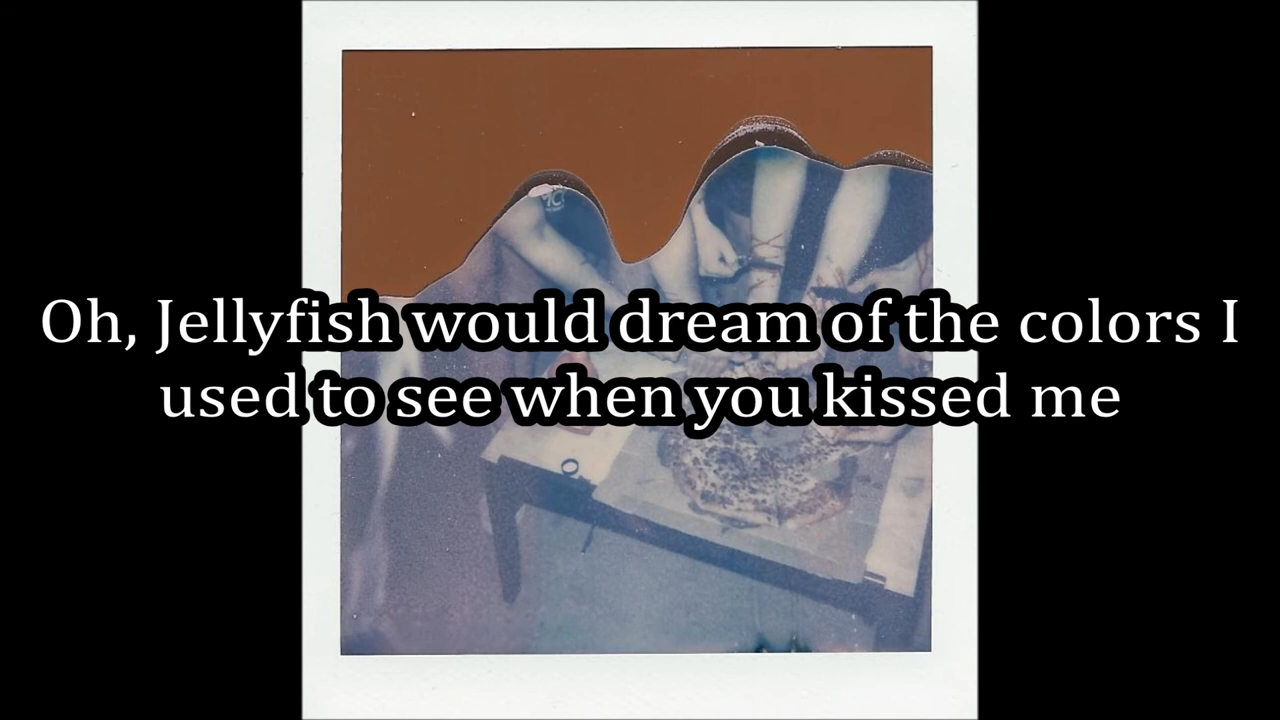 Oh, Jellyfish would dream of the colors I
used to see when you kissed me